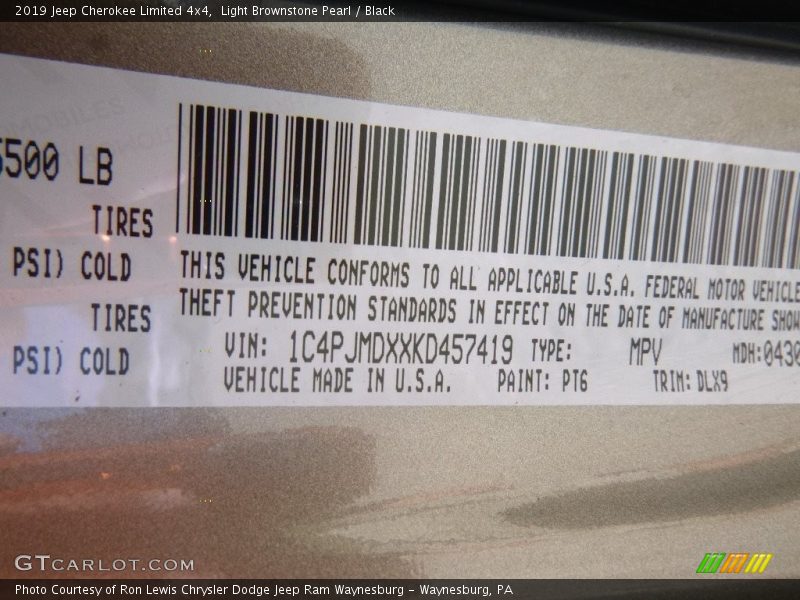 2019 Jeep Cherokee Limited 4x4, Light Brownstone Pearl / Black
5500 LB
TIRES
PSI) COLD
TIRES
PSI) COLD
THIS VEHICLE CONFORMS TO ALL APPLICABLE U.S.A. FEDERAL MOTOR VEHICLE
THEFT PREVENTION STANDARDS IN EFFECT ON THE DATE OF MANUFACTURE SHOW
VIN: 1C4PJMDXXKD457419 TYPE: MPV MDH:0430
VEHICLE MADE IN U.S.A. PAINT: PT6 TRIM: DLX9
GTCARLOT.COM
Photo Courtesy of Ron Lewis Chrysler Dodge Jeep Ram Waynesburg – Waynesburg, PA